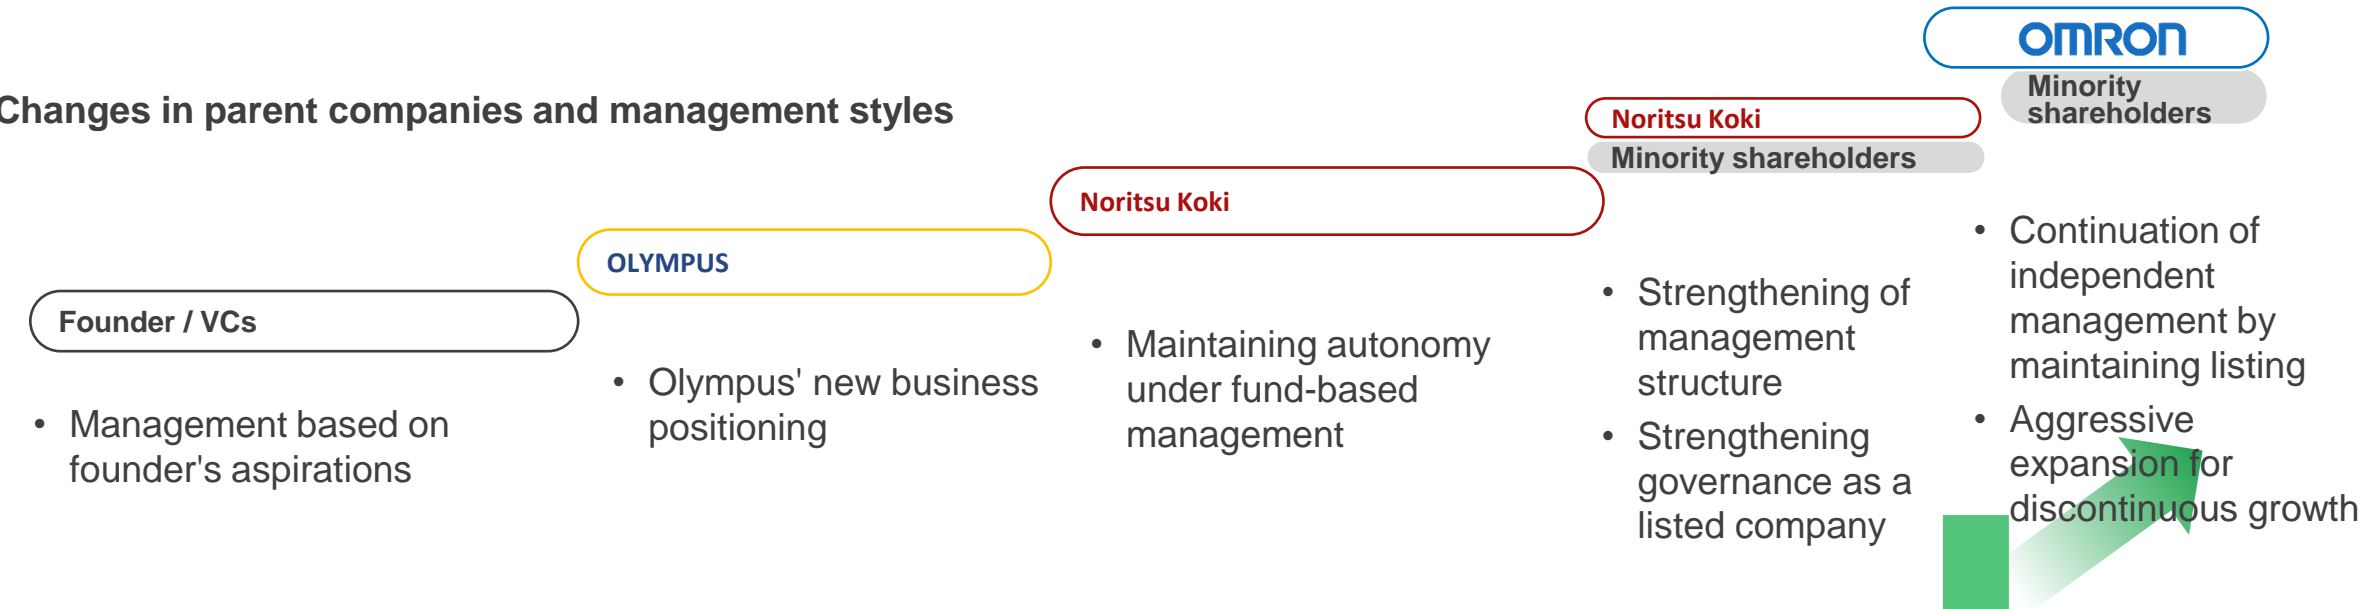 Changes in parent companies and management styles
Founder / VCs
• Management based on
founder's aspirations
OLYMPUS
• Olympus' new business
positioning
Noritsu Koki
• Maintaining autonomy
under fund-based
management
Noritsu Koki
Minority shareholders
• Strengthening of
management
structure
• Strengthening
governance as a
listed company
OMRON
Minority
shareholders
• Continuation of
independent
management by
maintaining listing
• Aggressive
expansion for
discontinuous growth